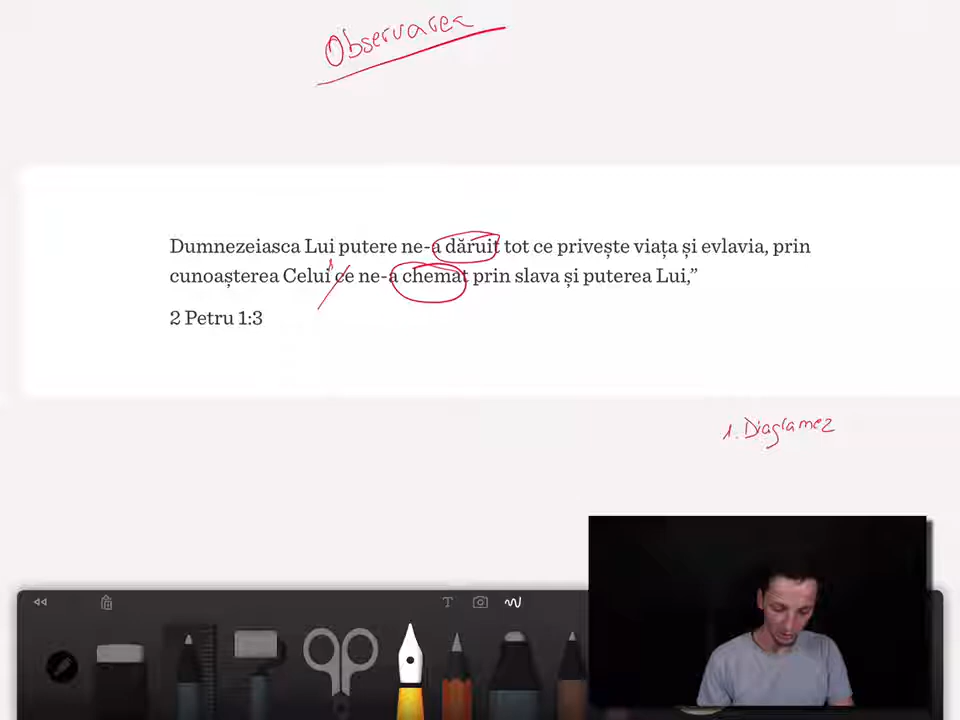 Observarea
Dumnezeiasca Lui putere ne-a dăruit tot ce privește viața și evlavia, prin
cunoașterea Celui ce ne-a chemat prin slava și puterea Lui,”
2 Petru 1:3
1. Diagramez
T